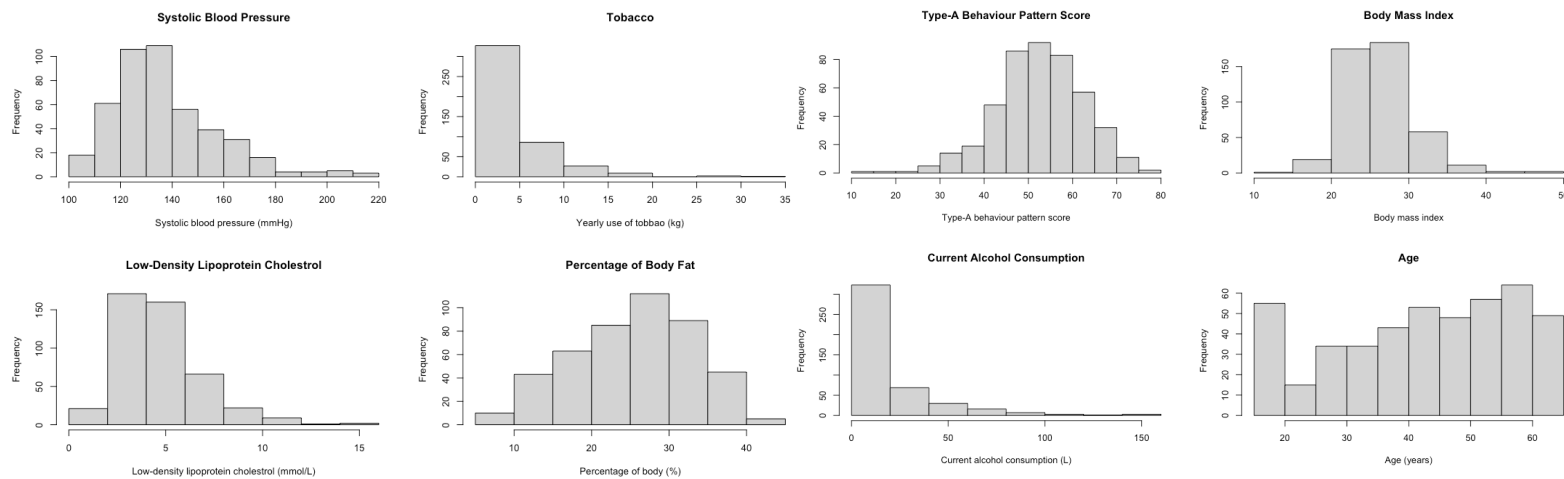 Systolic Blood Pressure
Frequency
0 20 40 60 80 100
100 120 140 160 180 200 220
Systolic blood pressure (mmHg)
Tobacco
Frequency
0 50 150 250
0 5 10 15 20 25 30 35
Yearly use of tobbao (kg)
Type-A Behaviour Pattern Score
Frequency
0 20 40 60 80
10 20 30 40 50 60 70 80
Type-A behaviour pattern score
Body Mass Index
Frequency
0 50 100 150
10 20 30 40
Body mass index
Low-Density Lipoprotein Cholestrol
Frequency
0 50 100 150
0 5 10 15
Low-density lipoprotein cholestrol (mmol/L)
Percentage of Body Fat
Frequency
0 20 40 60 80 100
10 20 30 40
Percentage of body (%)
Current Alcohol Consumption
Frequency
0 50 150 250
0 50 100 150
Current alcohol consumption (L)
Age
Frequency
0 10 20 30 40 50 60
20 30 40 50 60
Age (years)